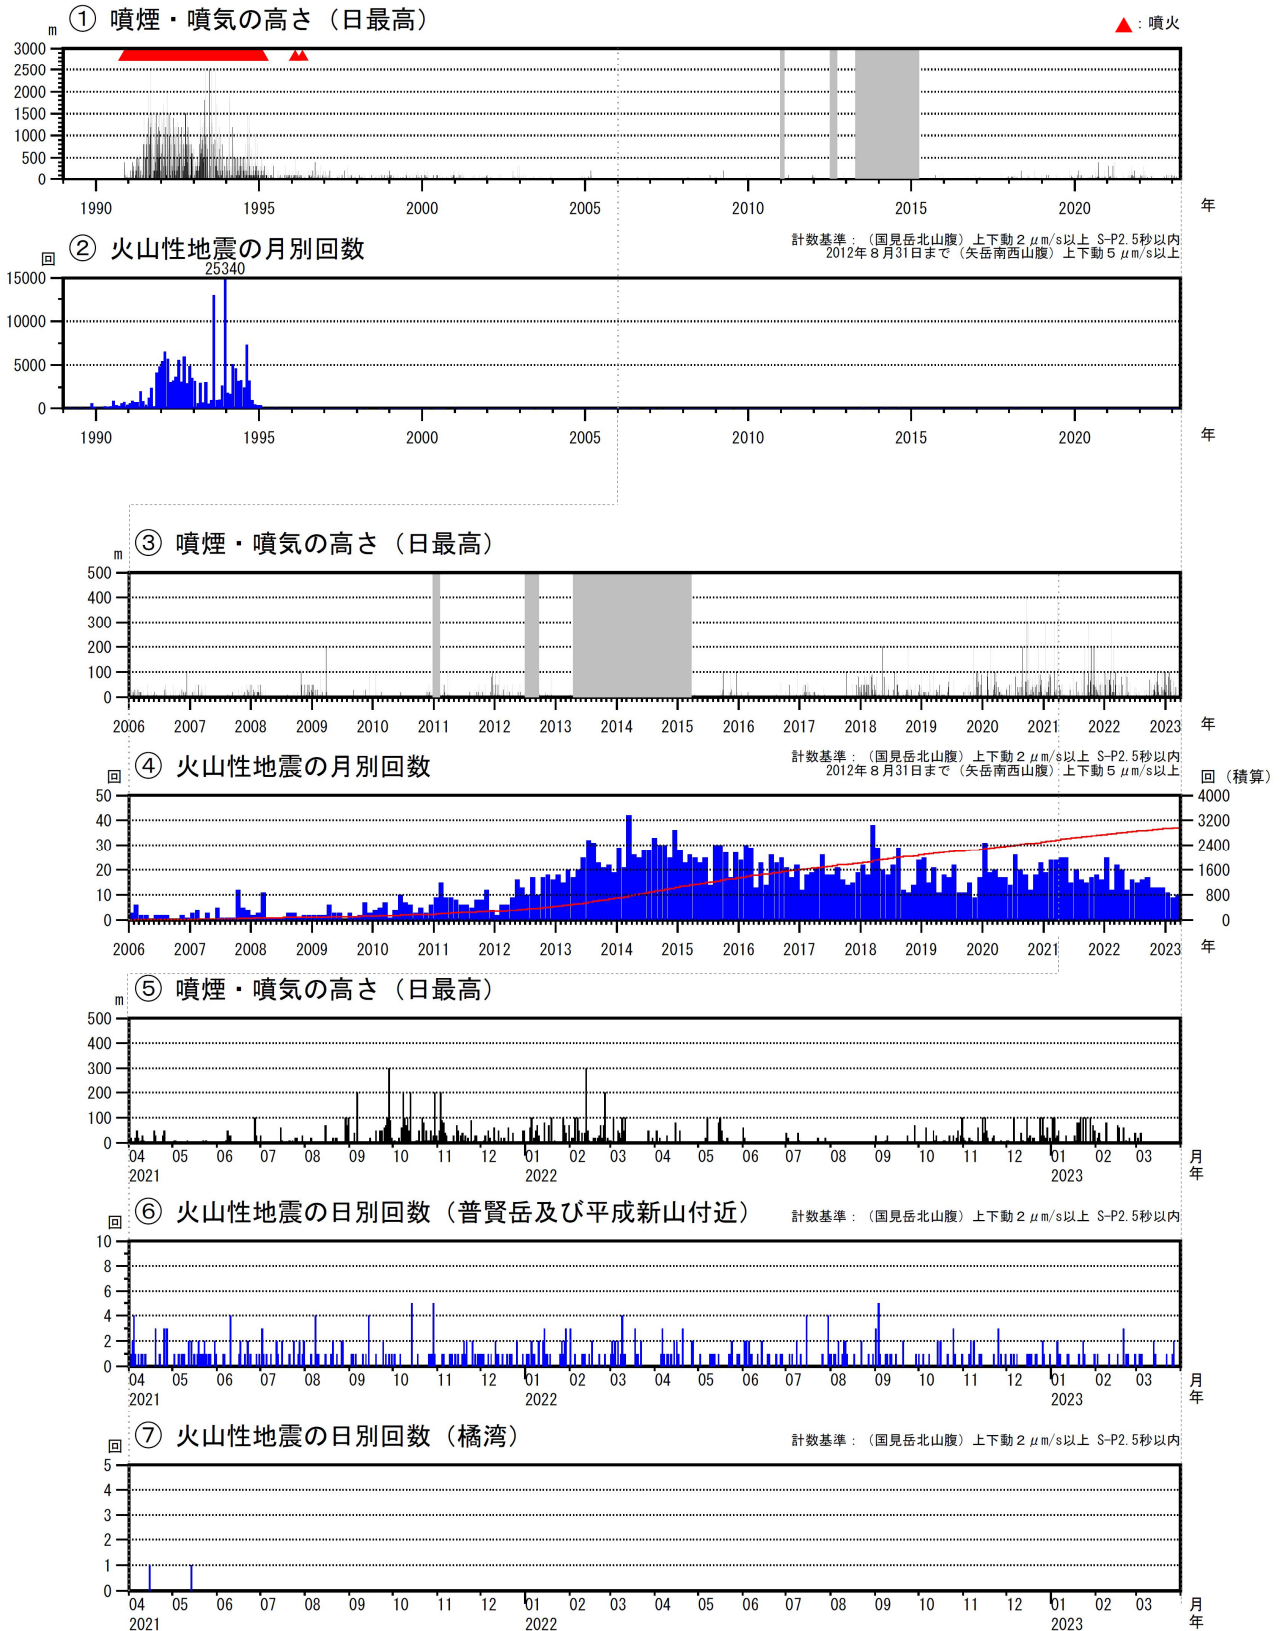 ① 噴煙・噴気の高さ（日最高）
▲：噴火
m
3000
2500
2000
1500
1000
500
0
1990 1995 2000 2005 2010 2015 2020 年
② 火山性地震の月別回数
計数基準：（国見岳北山腹）上下動２μm/s以上 S-P2.5秒以内
2012年８月31日まで（矢岳南西山腹）上下動５μm/s以上
回
25340
15000
10000
5000
0
1990 1995 2000 2005 2010 2015 2020 年
③ 噴煙・噴気の高さ（日最高）
m
500
400
300
200
100
0
2006 2007 2008 2009 2010 2011 2012 2013 2014 2015 2016 2017 2018 2019 2020 2021 2022 2023 年
④ 火山性地震の月別回数
計数基準：（国見岳北山腹）上下動２μm/s以上 S-P2.5秒以内
2012年８月31日まで（矢岳南西山腹）上下動５μm/s以上
回 回（積算）
50 4000
40 3200
30 2400
20 1600
10 800
0 0
2006 2007 2008 2009 2010 2011 2012 2013 2014 2015 2016 2017 2018 2019 2020 2021 2022 2023 年
⑤ 噴煙・噴気の高さ（日最高）
m
500
400
300
200
100
0
04 05 06 07 08 09 10 11 12 01 02 03 04 05 06 07 08 09 10 11 12 01 02 03 月
2021 2022 2023 年
⑥ 火山性地震の日別回数（普賢岳及び平成新山付近）
計数基準：（国見岳北山腹）上下動２μm/s以上 S-P2.5秒以内
回
10
8
6
4
2
0
04 05 06 07 08 09 10 11 12 01 02 03 04 05 06 07 08 09 10 11 12 01 02 03 月
2021 2022 2023 年
⑦ 火山性地震の日別回数（橘湾）
計数基準：（国見岳北山腹）上下動２μm/s以上 S-P2.5秒以内
回
5
4
3
2
1
0
04 05 06 07 08 09 10 11 12 01 02 03 04 05 06 07 08 09 10 11 12 01 02 03 月
2021 2022 2023 年